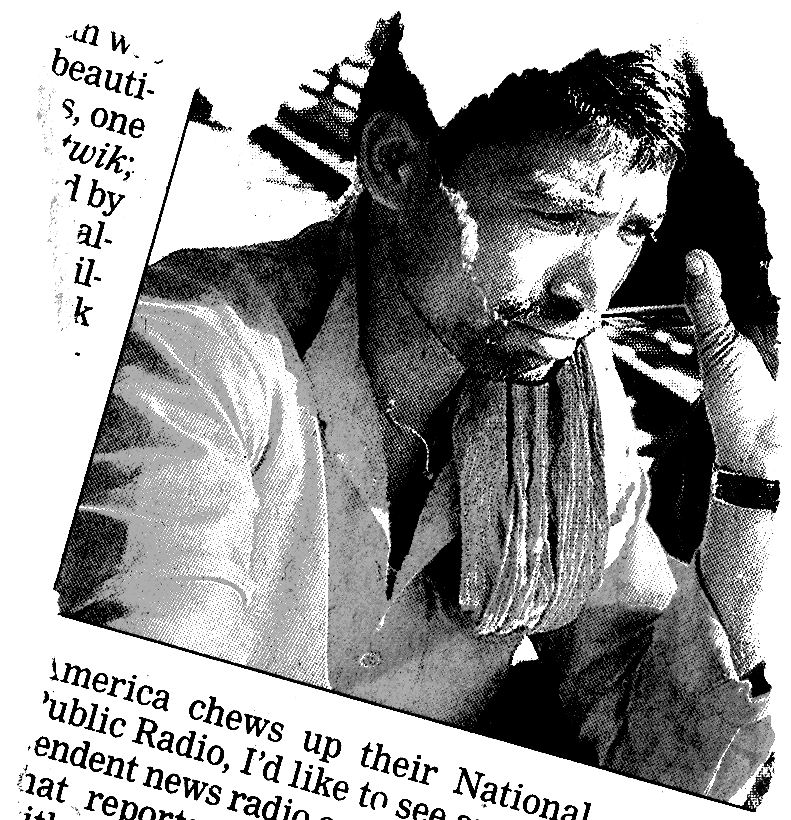 beauti-
s, one
twik;
d by
al-
il-
k
America chews up their National
Public Radio, I'd like to see
endent news radio
hat report